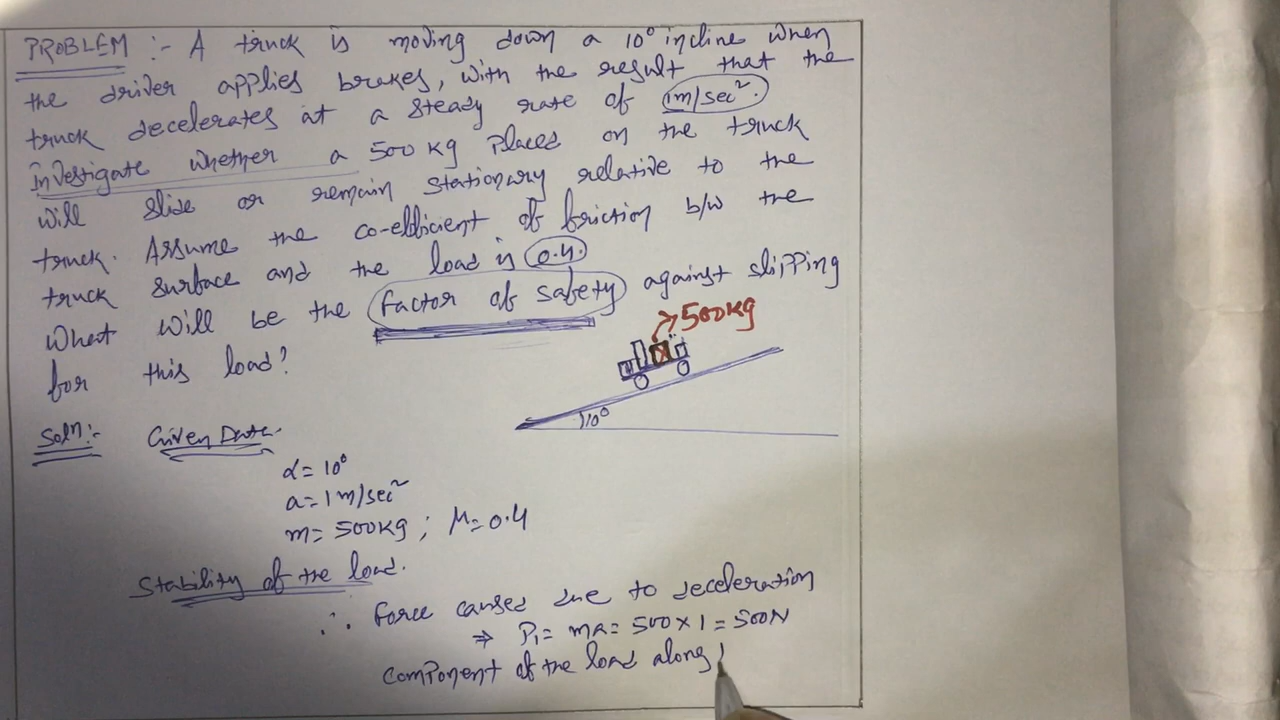 PROBLEM :- A truck is moving down a 10° incline when
the driver applies brakes, with the result that the
truck decelerates at a steady rate of 1m/sec².
Investigate whether a 500 kg places on the truck
will slide or remain stationary relative to the
truck. Assume the co-efficient of friction b/w the
truck surface and the load is 0.4.
What will be the factor of safety against slipping
for this load?
500kg
10°
Soln:- Given Data-
α = 10°
a = 1m/sec²
m = 500kg ; μ = 0.4
Stability of the load.
∴ Force caused due to deceleration
⇒ P₁ = ma = 500 × 1 = 500N
Component of the load along